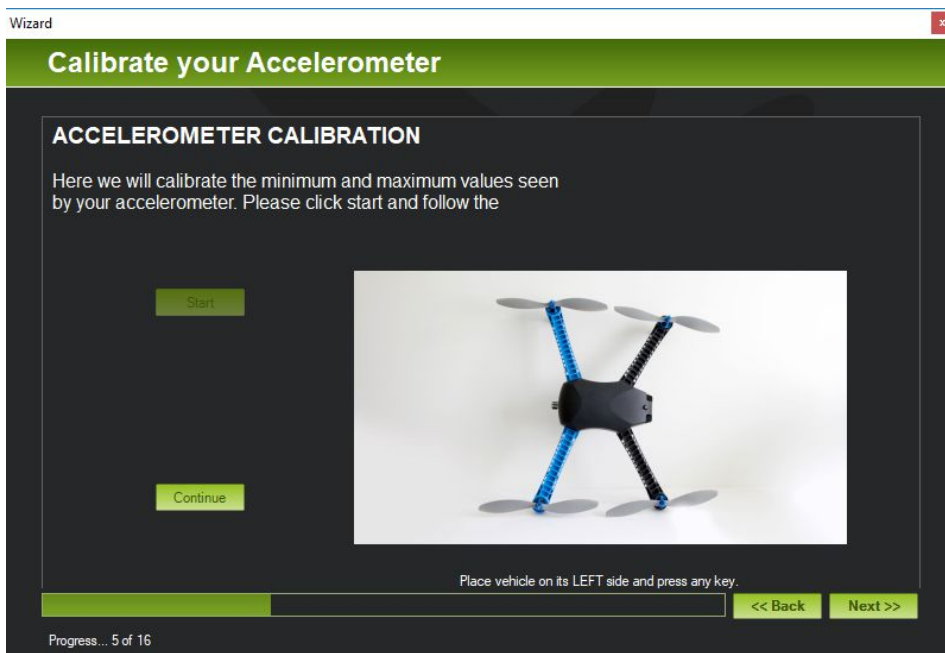 Wizard
x
Calibrate your Accelerometer
ACCELEROMETER CALIBRATION
Here we will calibrate the minimum and maximum values seen
by your accelerometer. Please click start and follow the
Start
Continue
Place vehicle on its LEFT side and press any key.
<< Back
Next >>
Progress... 5 of 16